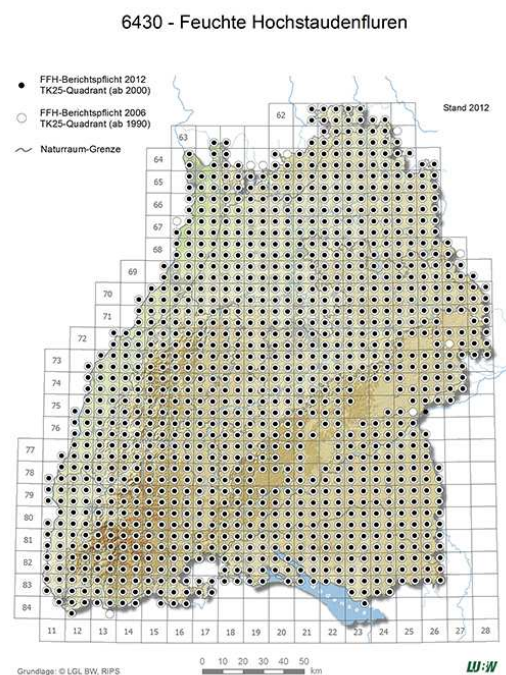 6430 - Feuchte Hochstaudenfluren
FFH-Berichtspflicht 2012
TK25-Quadrant (ab 2000)
FFH-Berichtspflicht 2006
TK25-Quadrant (ab 1990)
Naturraum-Grenze
Stand 2012
62
63
64
65
66
67
68
69
70
71
72
73
74
75
76
77
78
79
80
81
82
83
84
11 12 13 14 15 16 17 18 19 20 21 22 23 24 25 26 27 28
0 10 20 30 40 50
km
Grundlage: © LGL BW, RIPS
LU:W